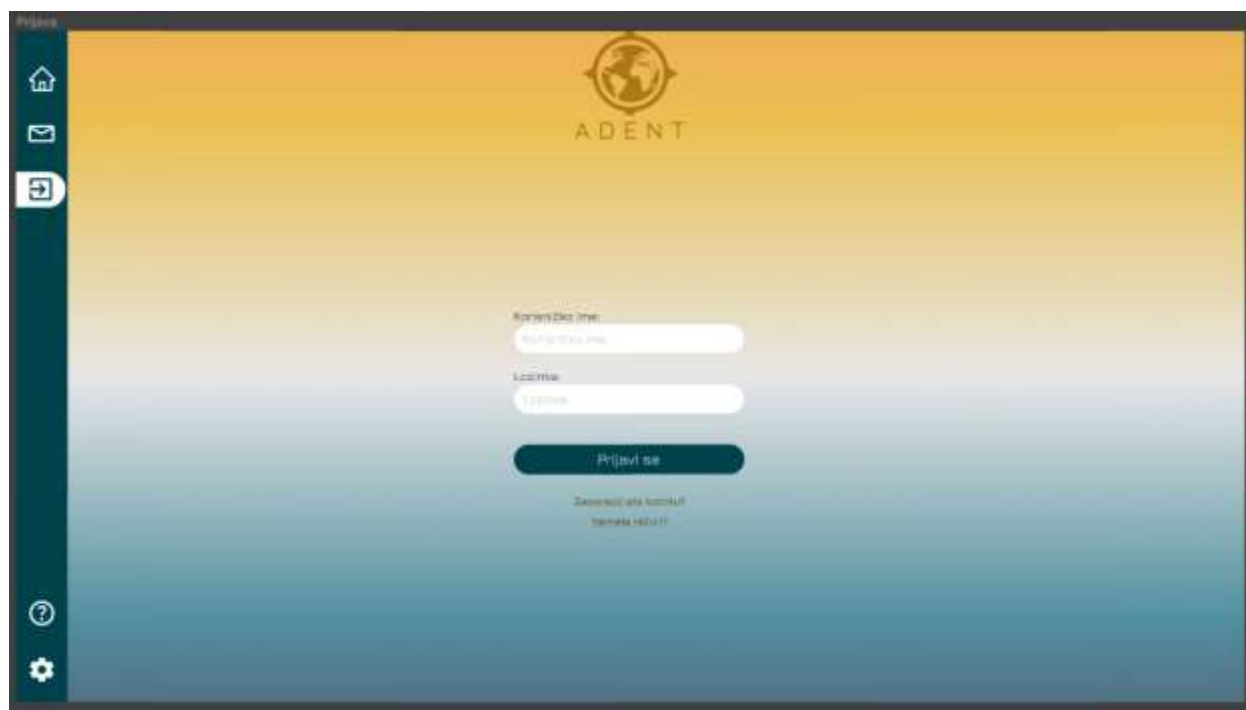 Prijava
ADENT
Korisničko ime:
Korisničko ime
Lozinka:
Lozinka
Prijavi se
Zaboravili ste lozinku?
Nemate račun?